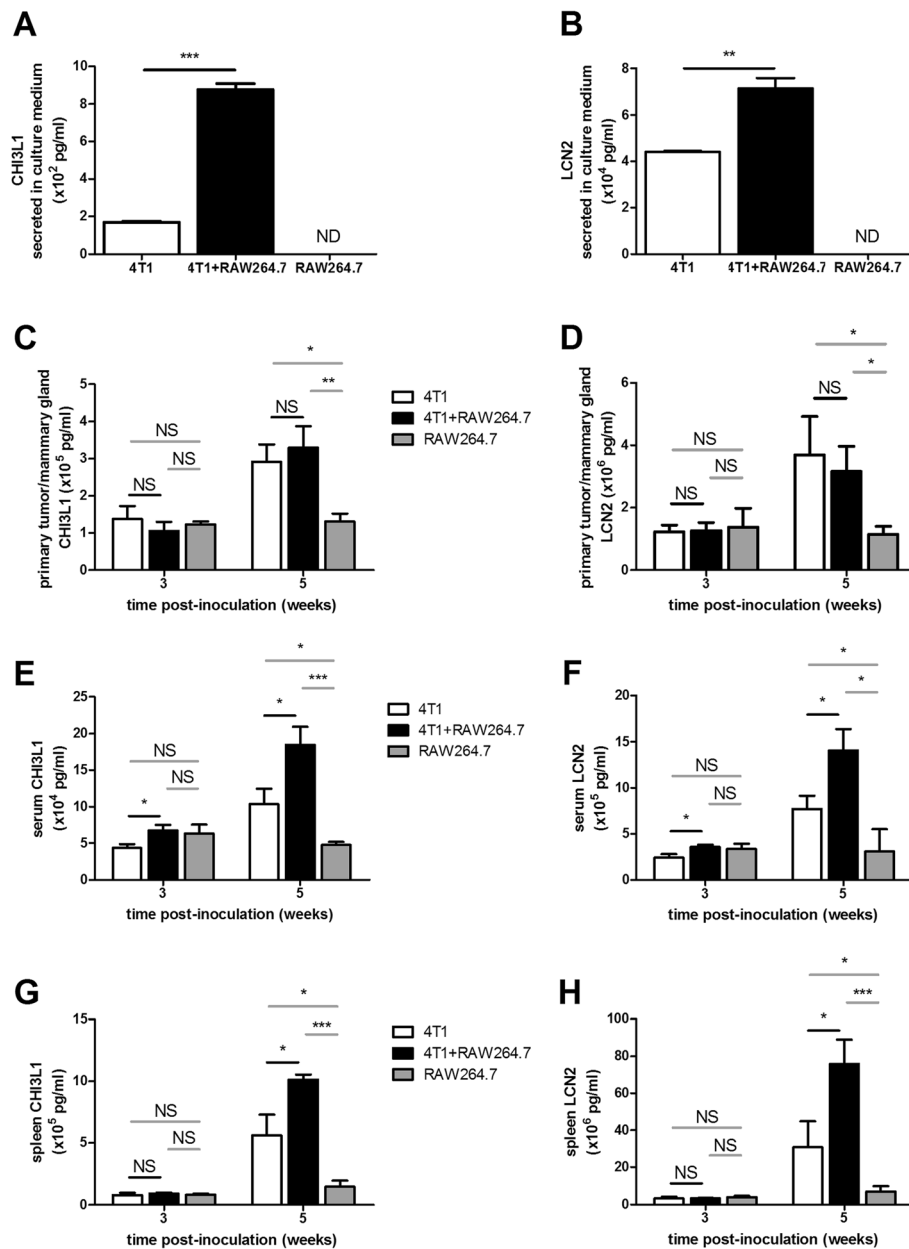 A
CHI3L1
secreted in culture medium
(x10² pg/ml)
10
8
6
4
2
0
***
ND
4T1
4T1+RAW264.7
RAW264.7
B
LCN2
secreted in culture medium
(x10⁴ pg/ml)
8
6
4
2
0
**
ND
4T1
4T1+RAW264.7
RAW264.7
C
primary tumor/mammary gland
CHI3L1 (x10⁵ pg/ml)
5
4
3
2
1
0
NS
NS
NS
*
**
NS
3
5
time post-inoculation (weeks)
4T1
4T1+RAW264.7
RAW264.7
D
primary tumor/mammary gland
LCN2 (x10⁶ pg/ml)
6
4
2
0
NS
NS
NS
*
*
NS
3
5
time post-inoculation (weeks)
E
serum CHI3L1
(x10⁴ pg/ml)
25
20
15
10
5
0
NS
NS
*
*
***
*
3
5
time post-inoculation (weeks)
4T1
4T1+RAW264.7
RAW264.7
F
serum LCN2
(x10⁵ pg/ml)
20
15
10
5
0
NS
NS
*
*
*
*
3
5
time post-inoculation (weeks)
G
spleen CHI3L1
(x10⁵ pg/ml)
15
10
5
0
NS
NS
NS
*
***
*
3
5
time post-inoculation (weeks)
4T1
4T1+RAW264.7
RAW264.7
H
spleen LCN2
(x10⁶ pg/ml)
100
80
60
40
20
0
NS
NS
NS
*
***
*
3
5
time post-inoculation (weeks)